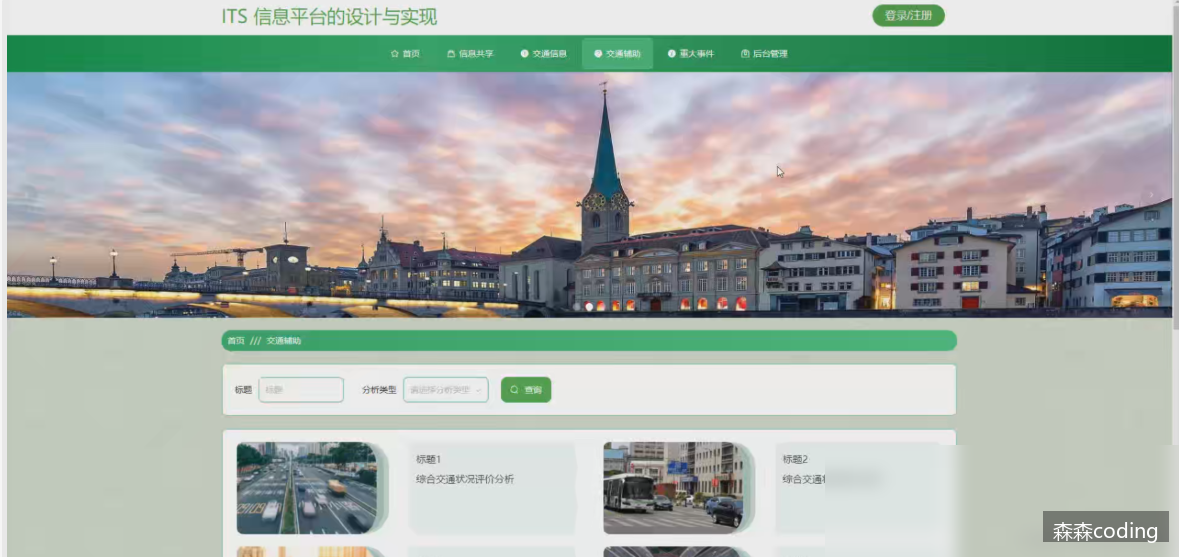 ITS 信息平台的设计与实现
登录/注册
首页 信息共享 交通信息 交通辅助 重大事件 后台管理
首页 /// 交通辅助
标题 标题 分析类型 请选择分析类型 查询
标题1
综合交通状况评价分析
标题2
综合交通
森森coding